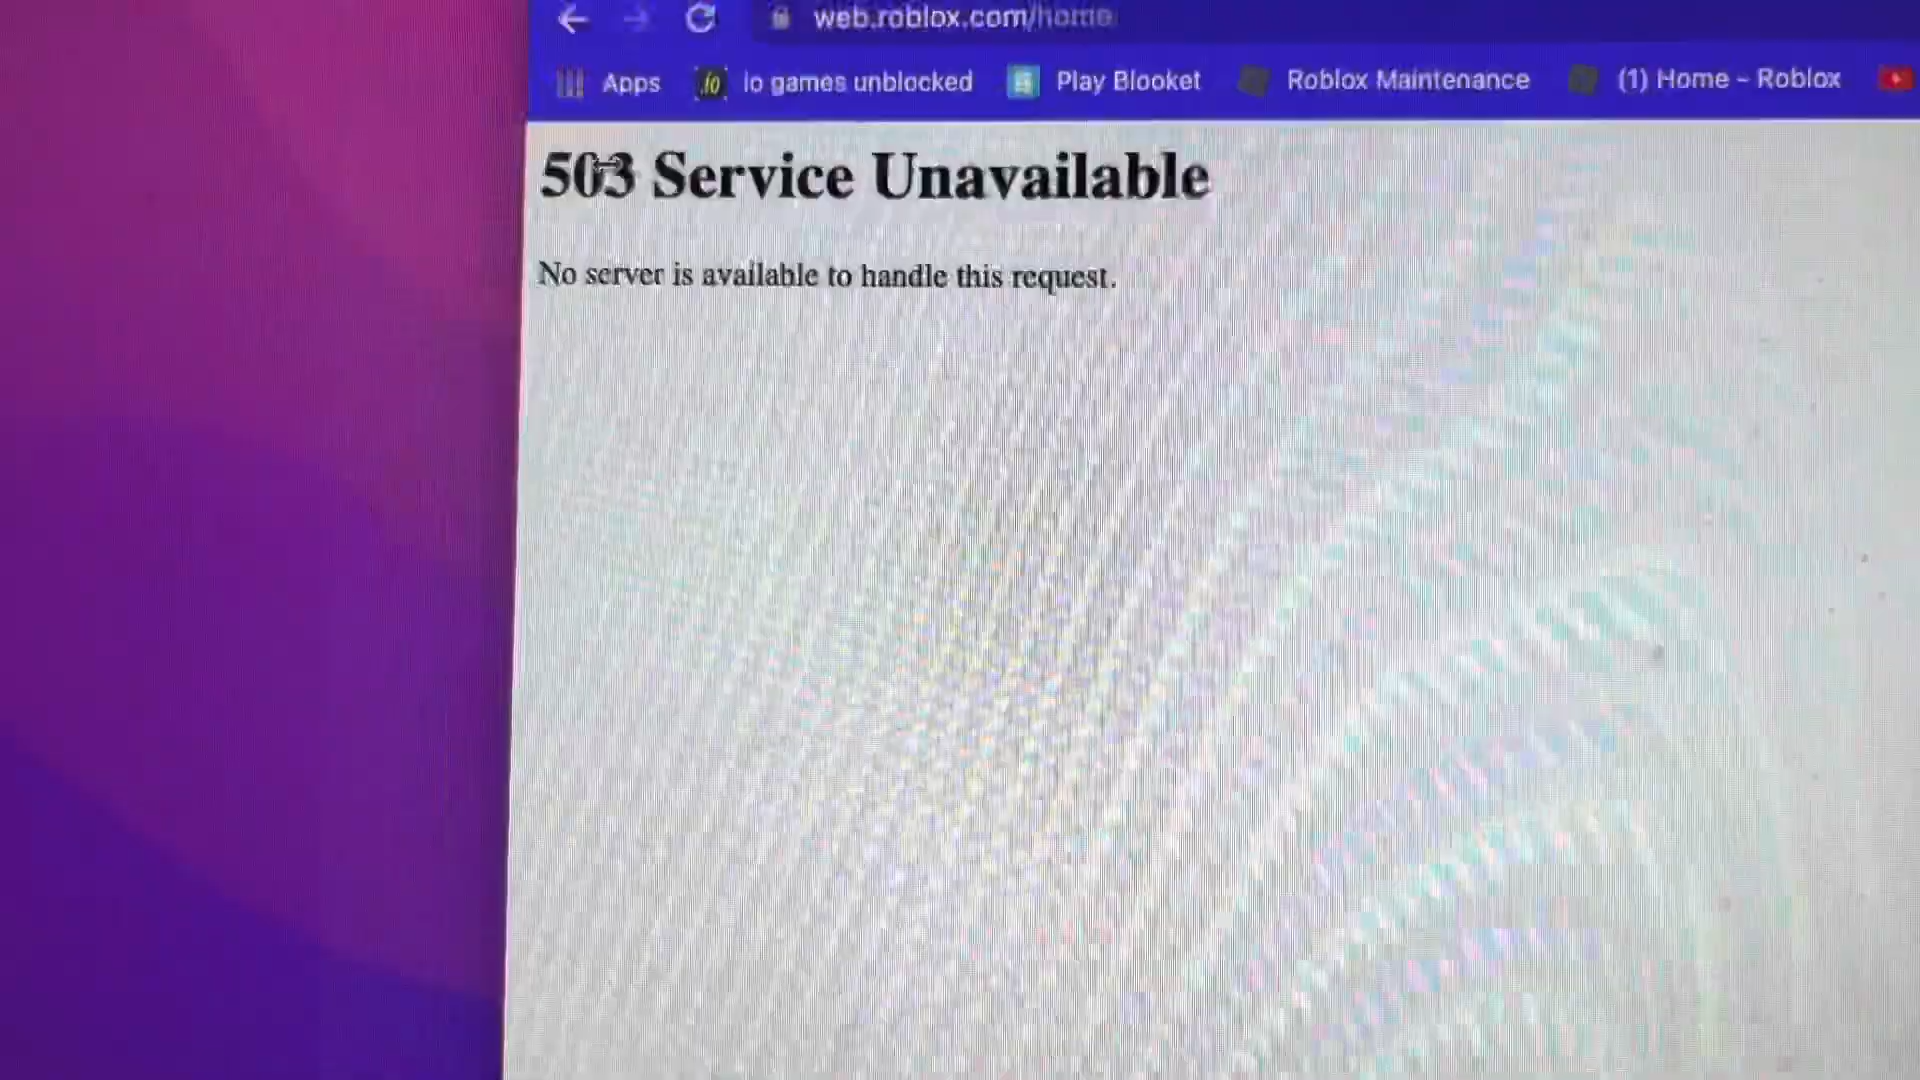 web.roblox.com/home
Apps .io io games unblocked Play Blooket Roblox Maintenance (1) Home - Roblox
503 Service Unavailable
No server is available to handle this request.